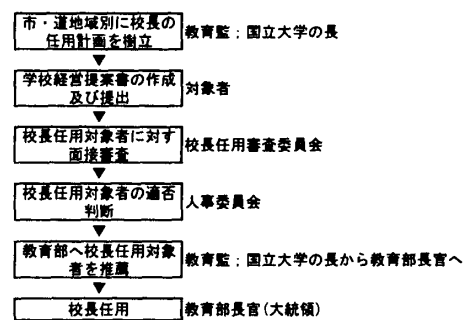 市・道地域別に校長の
任用計画を樹立
教育監；国立大学の長
学校経営提案書の作成
及び提出
対象者
校長任用対象者に対す
面接審査
校長任用審査委員会
校長任用対象者の適否
判断
人事委員会
教育部へ校長任用対象
者を推薦
教育監；国立大学の長から教育部長官へ
校長任用
教育部長官(大統領)